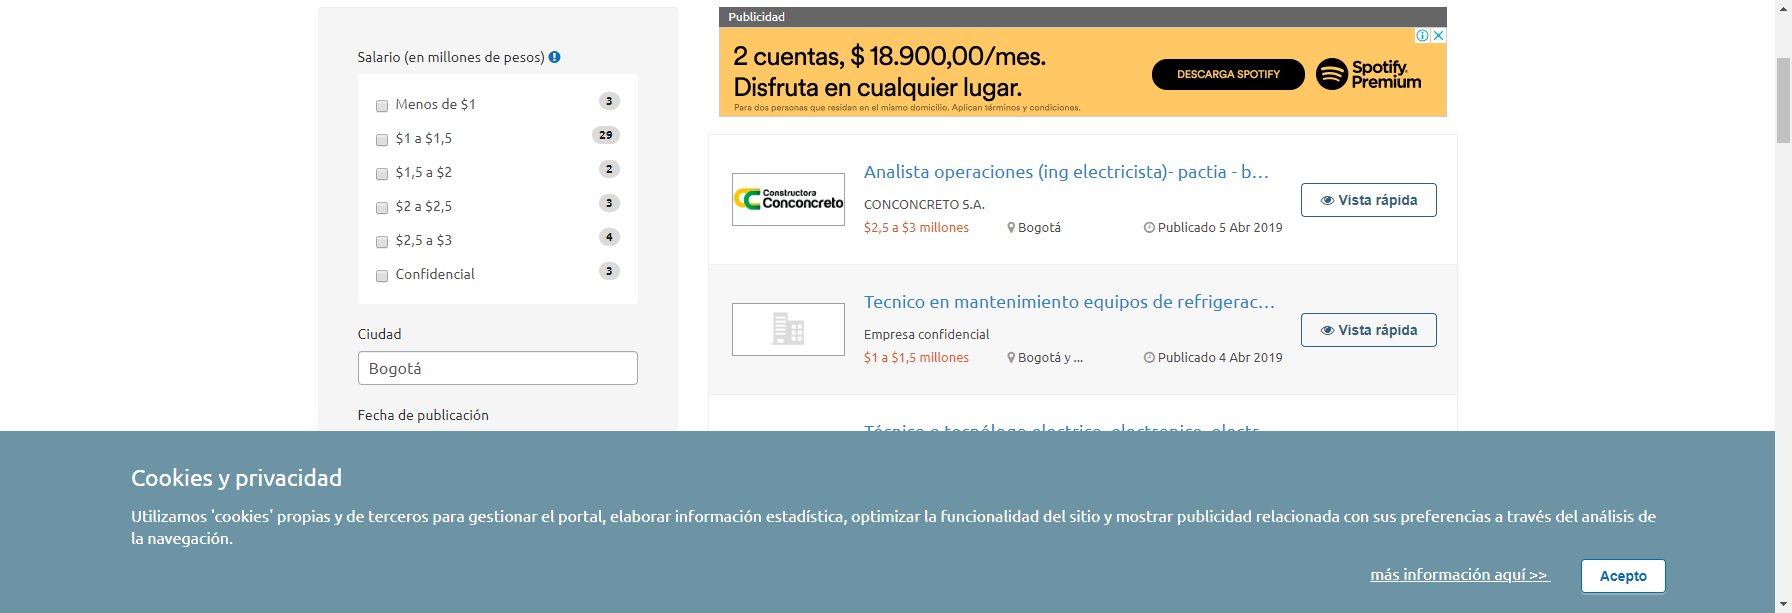 Salario (en millones de pesos)
Menos de $1
3
$1 a $1,5
29
$1,5 a $2
2
$2 a $2,5
3
$2,5 a $3
4
Confidencial
3
Ciudad
Bogotá
Fecha de publicación
Publicidad
2 cuentas, $ 18.900,00/mes.
Disfruta en cualquier lugar.
Para dos personas que residan en el mismo domicilio. Aplican términos y condiciones.
DESCARGA SPOTIFY
Spotify
Premium
Constructora
Conconcreto
Analista operaciones (ing electricista)- pactia - b...
CONCONCRETO S.A.
$2,5 a $3 millones
Bogotá
Publicado 5 Abr 2019
Vista rápida
Tecnico en mantenimiento equipos de refrigerac...
Empresa confidencial
$1 a $1,5 millones
Bogotá y ...
Publicado 4 Abr 2019
Vista rápida
Técnico o tecnólogo electrico, electronico, electr...
Cookies y privacidad
Utilizamos 'cookies' propias y de terceros para gestionar el portal, elaborar información estadística, optimizar la funcionalidad del sitio y mostrar publicidad relacionada con sus preferencias a través del análisis de
la navegación.
más información aquí >>
Acepto